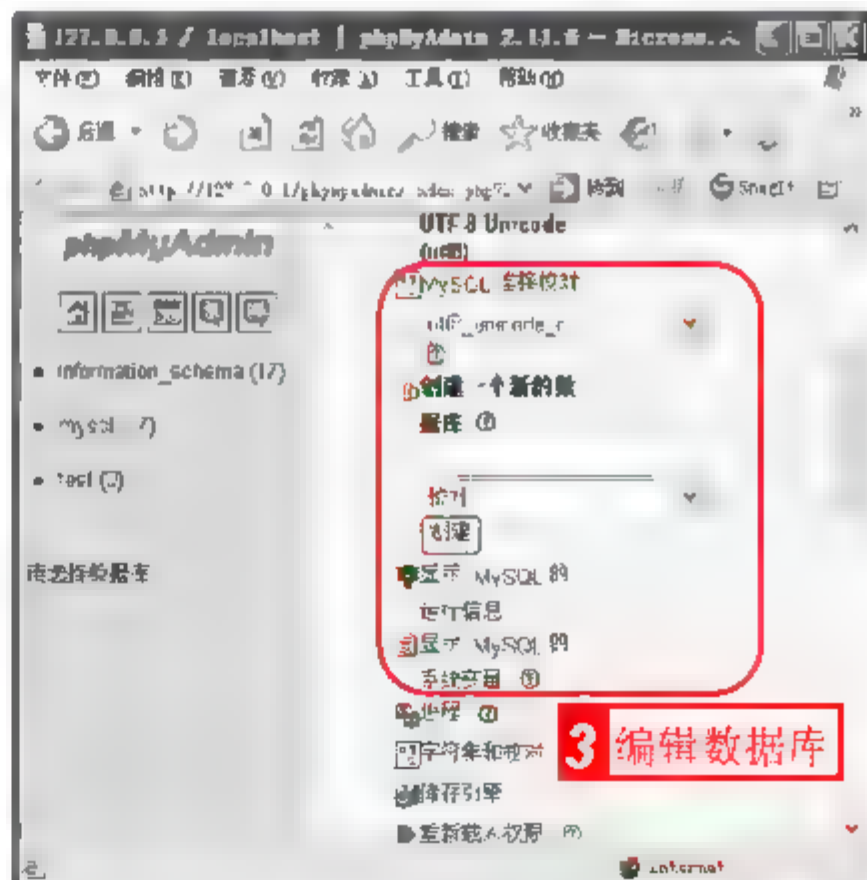 127.0.0.1 / localhost | phpMyAdmin 2.11.6 - Micros
文件(F) 编辑(E) 查看(V) 收藏(A) 工具(T) 帮助(H)
后退 搜索 收藏夹
转到 SnagIt
phpMyAdmin
information_schema (17)
mysql
test
请选择数据库
UTF-8 Unicode
(utf8)
MySQL 连接校对
创建一个新的数
据库
校对
创建
显示 MySQL 的
运行信息
显示 MySQL 的
系统变量
进程
字符集和校对
3 编辑数据库
储存引擎
重新载入权限
Internet